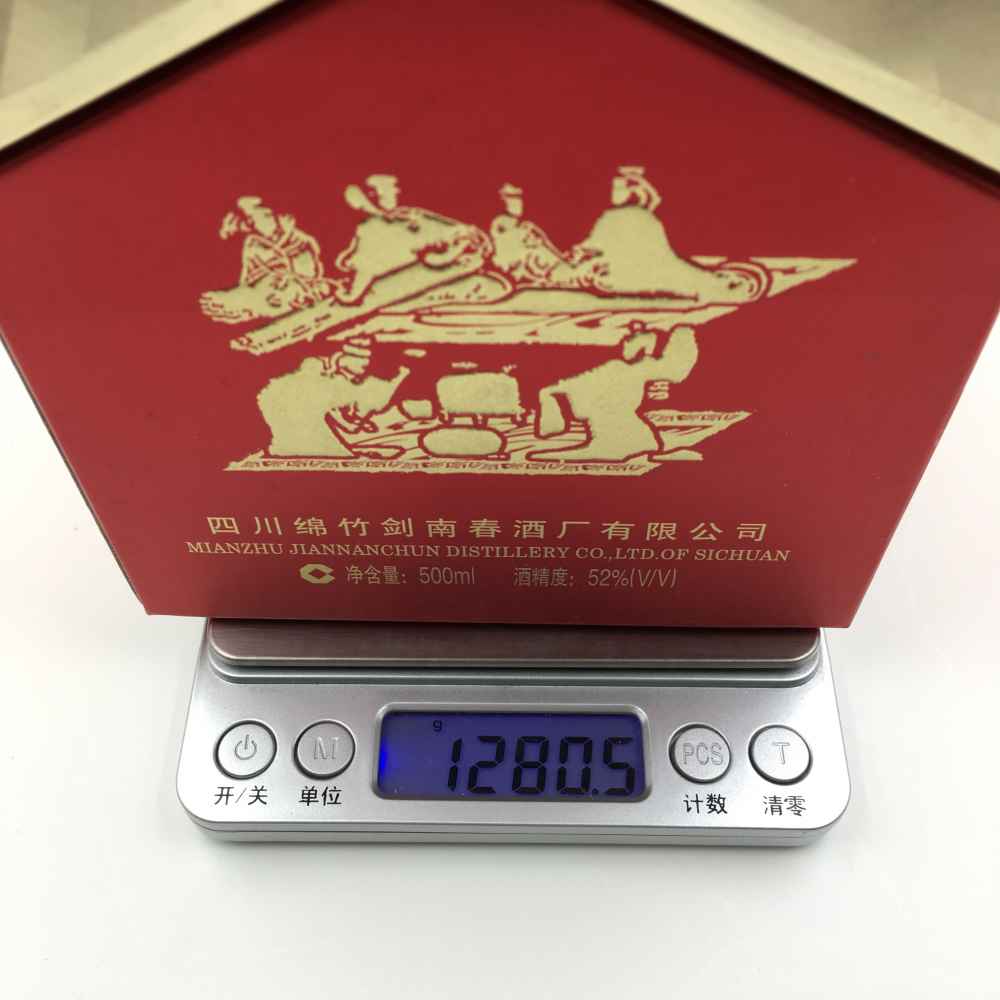 四川绵竹剑南春酒厂有限公司
MIANZHU JIANNANCHUN DISTILLERY CO.,LTD.OF SICHUAN
净含量：500ml 酒精度：52%(V/V)
g
1280.5
M PCS T
开/关 单位 计数 清零